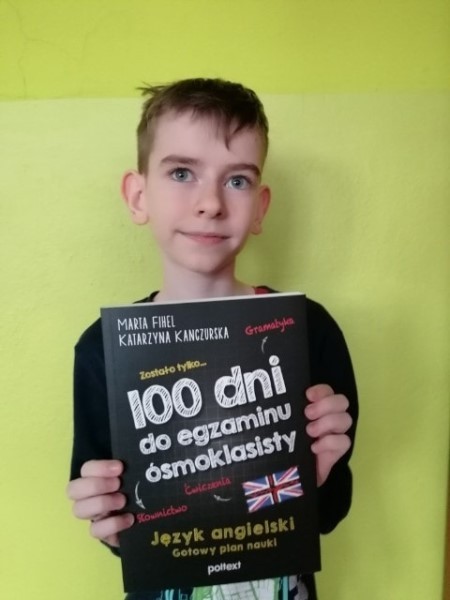 MARTA FIHEL
KATARZYNA KANCZURSKA
Gramatyka
Zostało tylko...
100 dni
do egzaminu
ósmoklasisty
Ćwiczenia
Słownictwo
Język angielski
Gotowy plan nauki
poltext